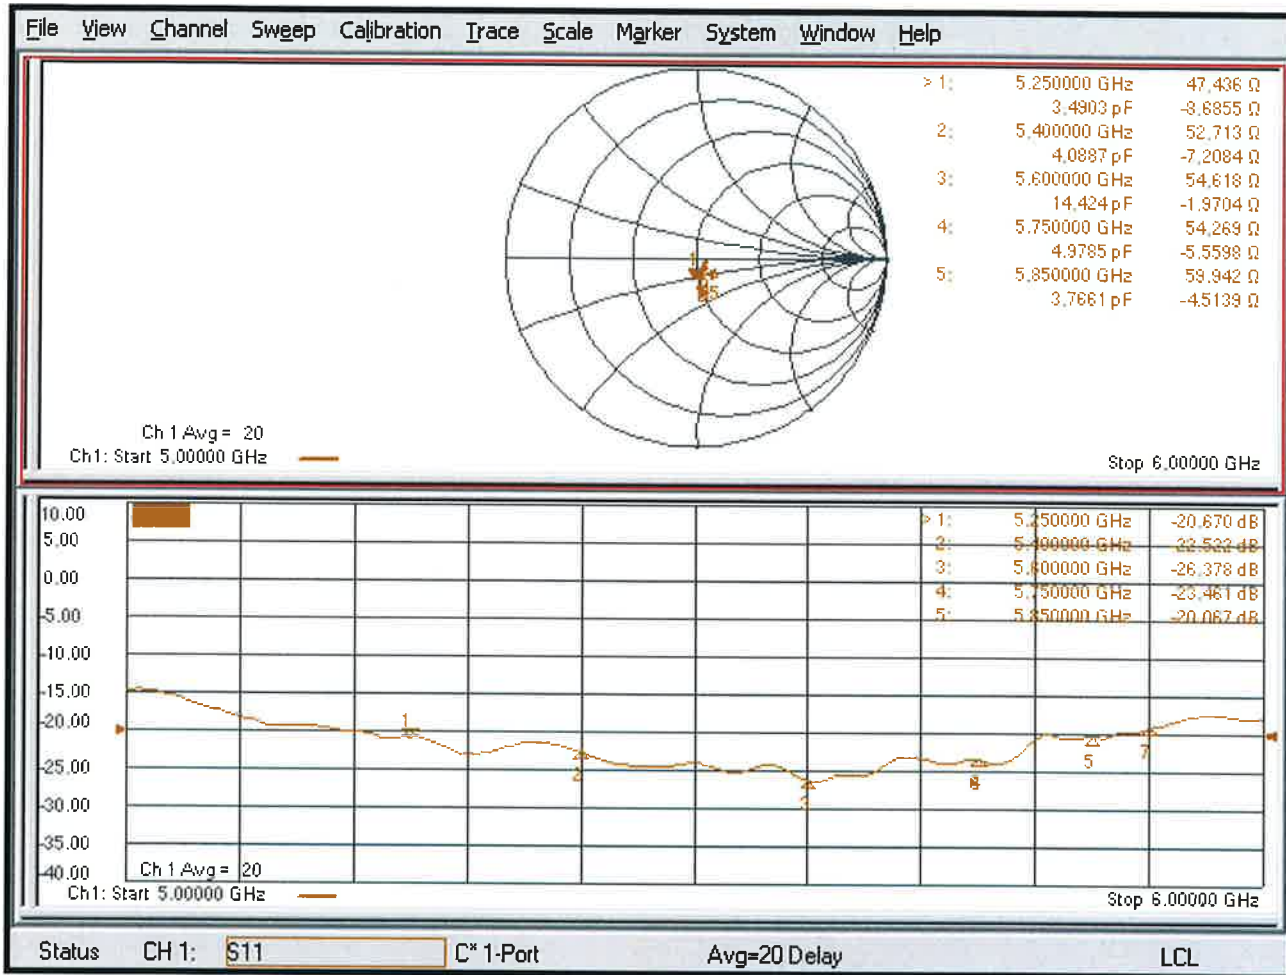 File View Channel Sweep Calibration Trace Scale Marker System Window Help
> 1: 5.250000 GHz 47.436 Ω
3.4903 pF -8.6855 Ω
2: 5.400000 GHz 52.713 Ω
4.0887 pF -7.2084 Ω
3: 5.600000 GHz 54.618 Ω
14.424 pF -1.9704 Ω
4: 5.750000 GHz 54.269 Ω
4.9785 pF -5.5598 Ω
5: 5.850000 GHz 59.942 Ω
3.7661 pF -4.5139 Ω
1
5
Ch 1 Avg = 20
Ch1: Start 5.00000 GHz
Stop 6.00000 GHz
10.00
5.00
0.00
-5.00
-10.00
-15.00
-20.00
-25.00
-30.00
-35.00
-40.00
> 1: 5.250000 GHz -20.670 dB
2: 5.400000 GHz -22.522 dB
3: 5.600000 GHz -26.378 dB
4: 5.750000 GHz -23.461 dB
5: 5.850000 GHz -20.067 dB
1
2
3
5
7
Ch 1 Avg = 20
Ch1: Start 5.00000 GHz
Stop 6.00000 GHz
Status CH 1: S11 C* 1-Port Avg=20 Delay LCL